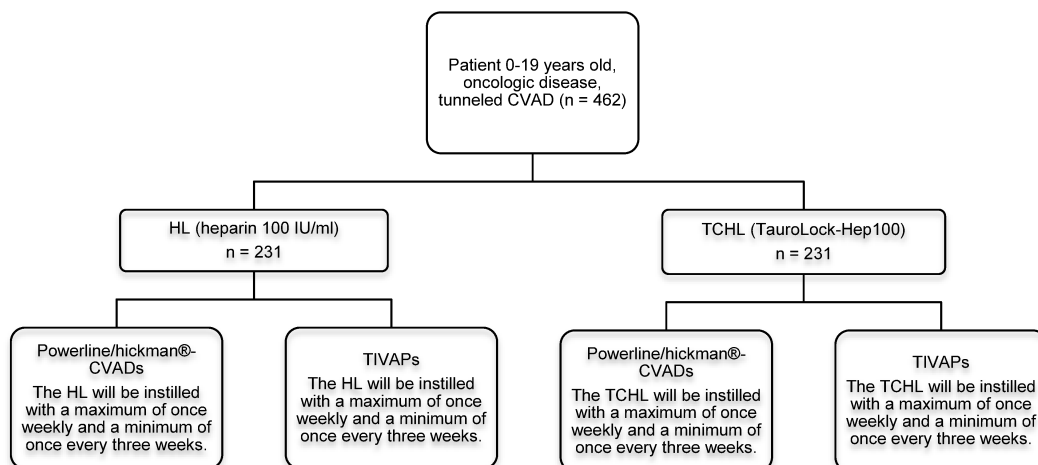 Patient 0-19 years old,
oncologic disease,
tunneled CVAD (n = 462)
HL (heparin 100 IU/ml)
n = 231
TCHL (TauroLock-Hep100)
n = 231
Powerline/hickman®-
CVADs
The HL will be instilled
with a maximum of once
weekly and a minimum of
once every three weeks.
TIVAPs
The HL will be instilled
with a maximum of once
weekly and a minimum of
once every three weeks.
Powerline/hickman®-
CVADs
The TCHL will be instilled
with a maximum of once
weekly and a minimum of
once every three weeks.
TIVAPs
The TCHL will be instilled
with a maximum of once
weekly and a minimum of
once every three weeks.